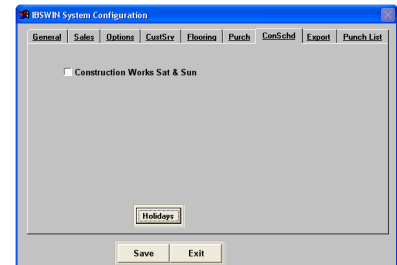 IBSWIN System Configuration
General Sales Options CustSrv Flooring Purch ConSchd Export Punch List
Construction Works Sat & Sun
Holidays
Save Exit